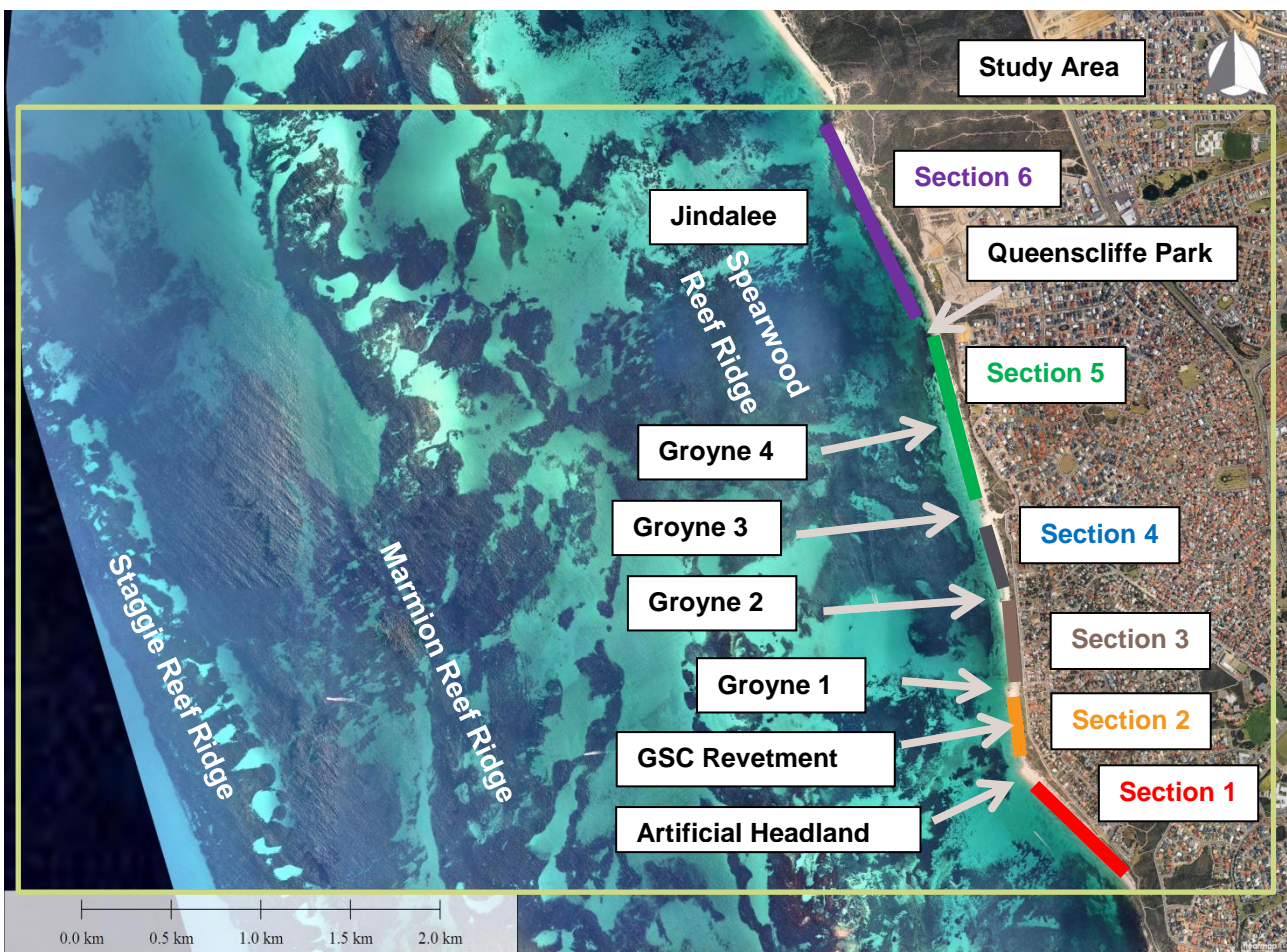 Study Area
Section 6
Jindalee
Queenscliffe Park
Spearwood
Reef Ridge
Section 5
Groyne 4
Groyne 3
Section 4
Groyne 2
Staggie Reef Ridge
Marmion Reef Ridge
Section 3
Groyne 1
Section 2
GSC Revetment
Section 1
Artificial Headland
0.0 km 0.5 km 1.0 km 1.5 km 2.0 km